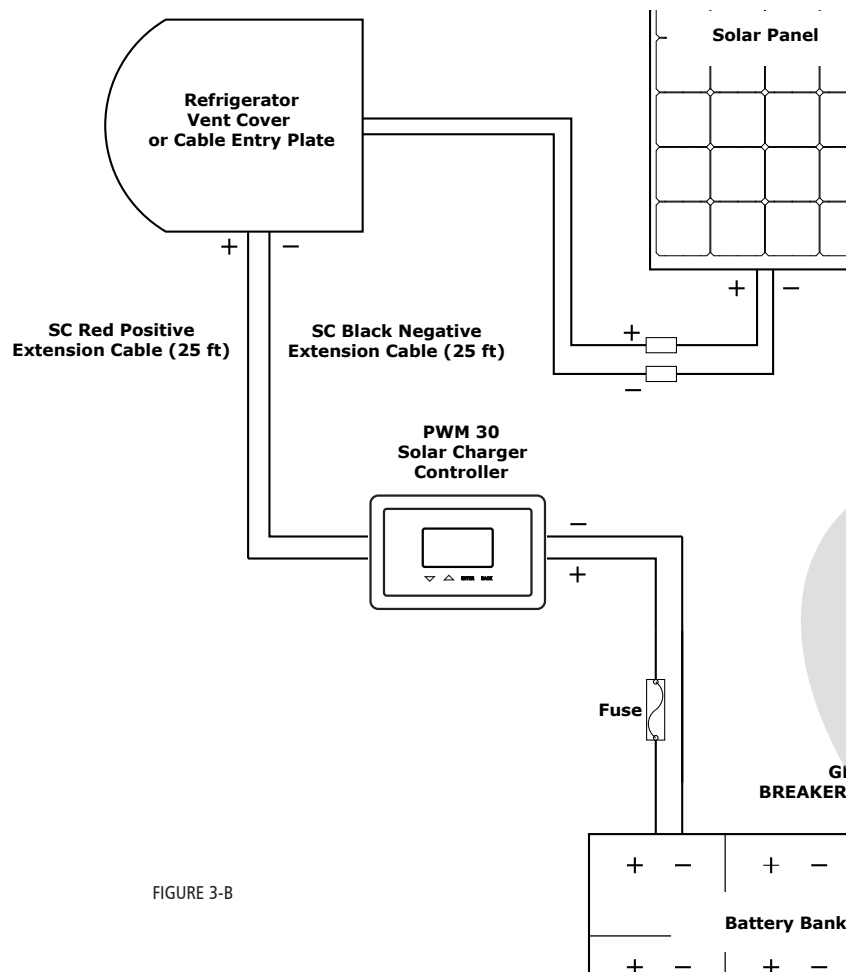 Solar Panel
Refrigerator
Vent Cover
or Cable Entry Plate
+ −
+ −
SC Red Positive
Extension Cable (25 ft)
SC Black Negative
Extension Cable (25 ft)
+
−
PWM 30
Solar Charger
Controller
−
+
ENTER BACK
Fuse
BREAKER
+ − + −
FIGURE 3-B
Battery Bank
+ − + −